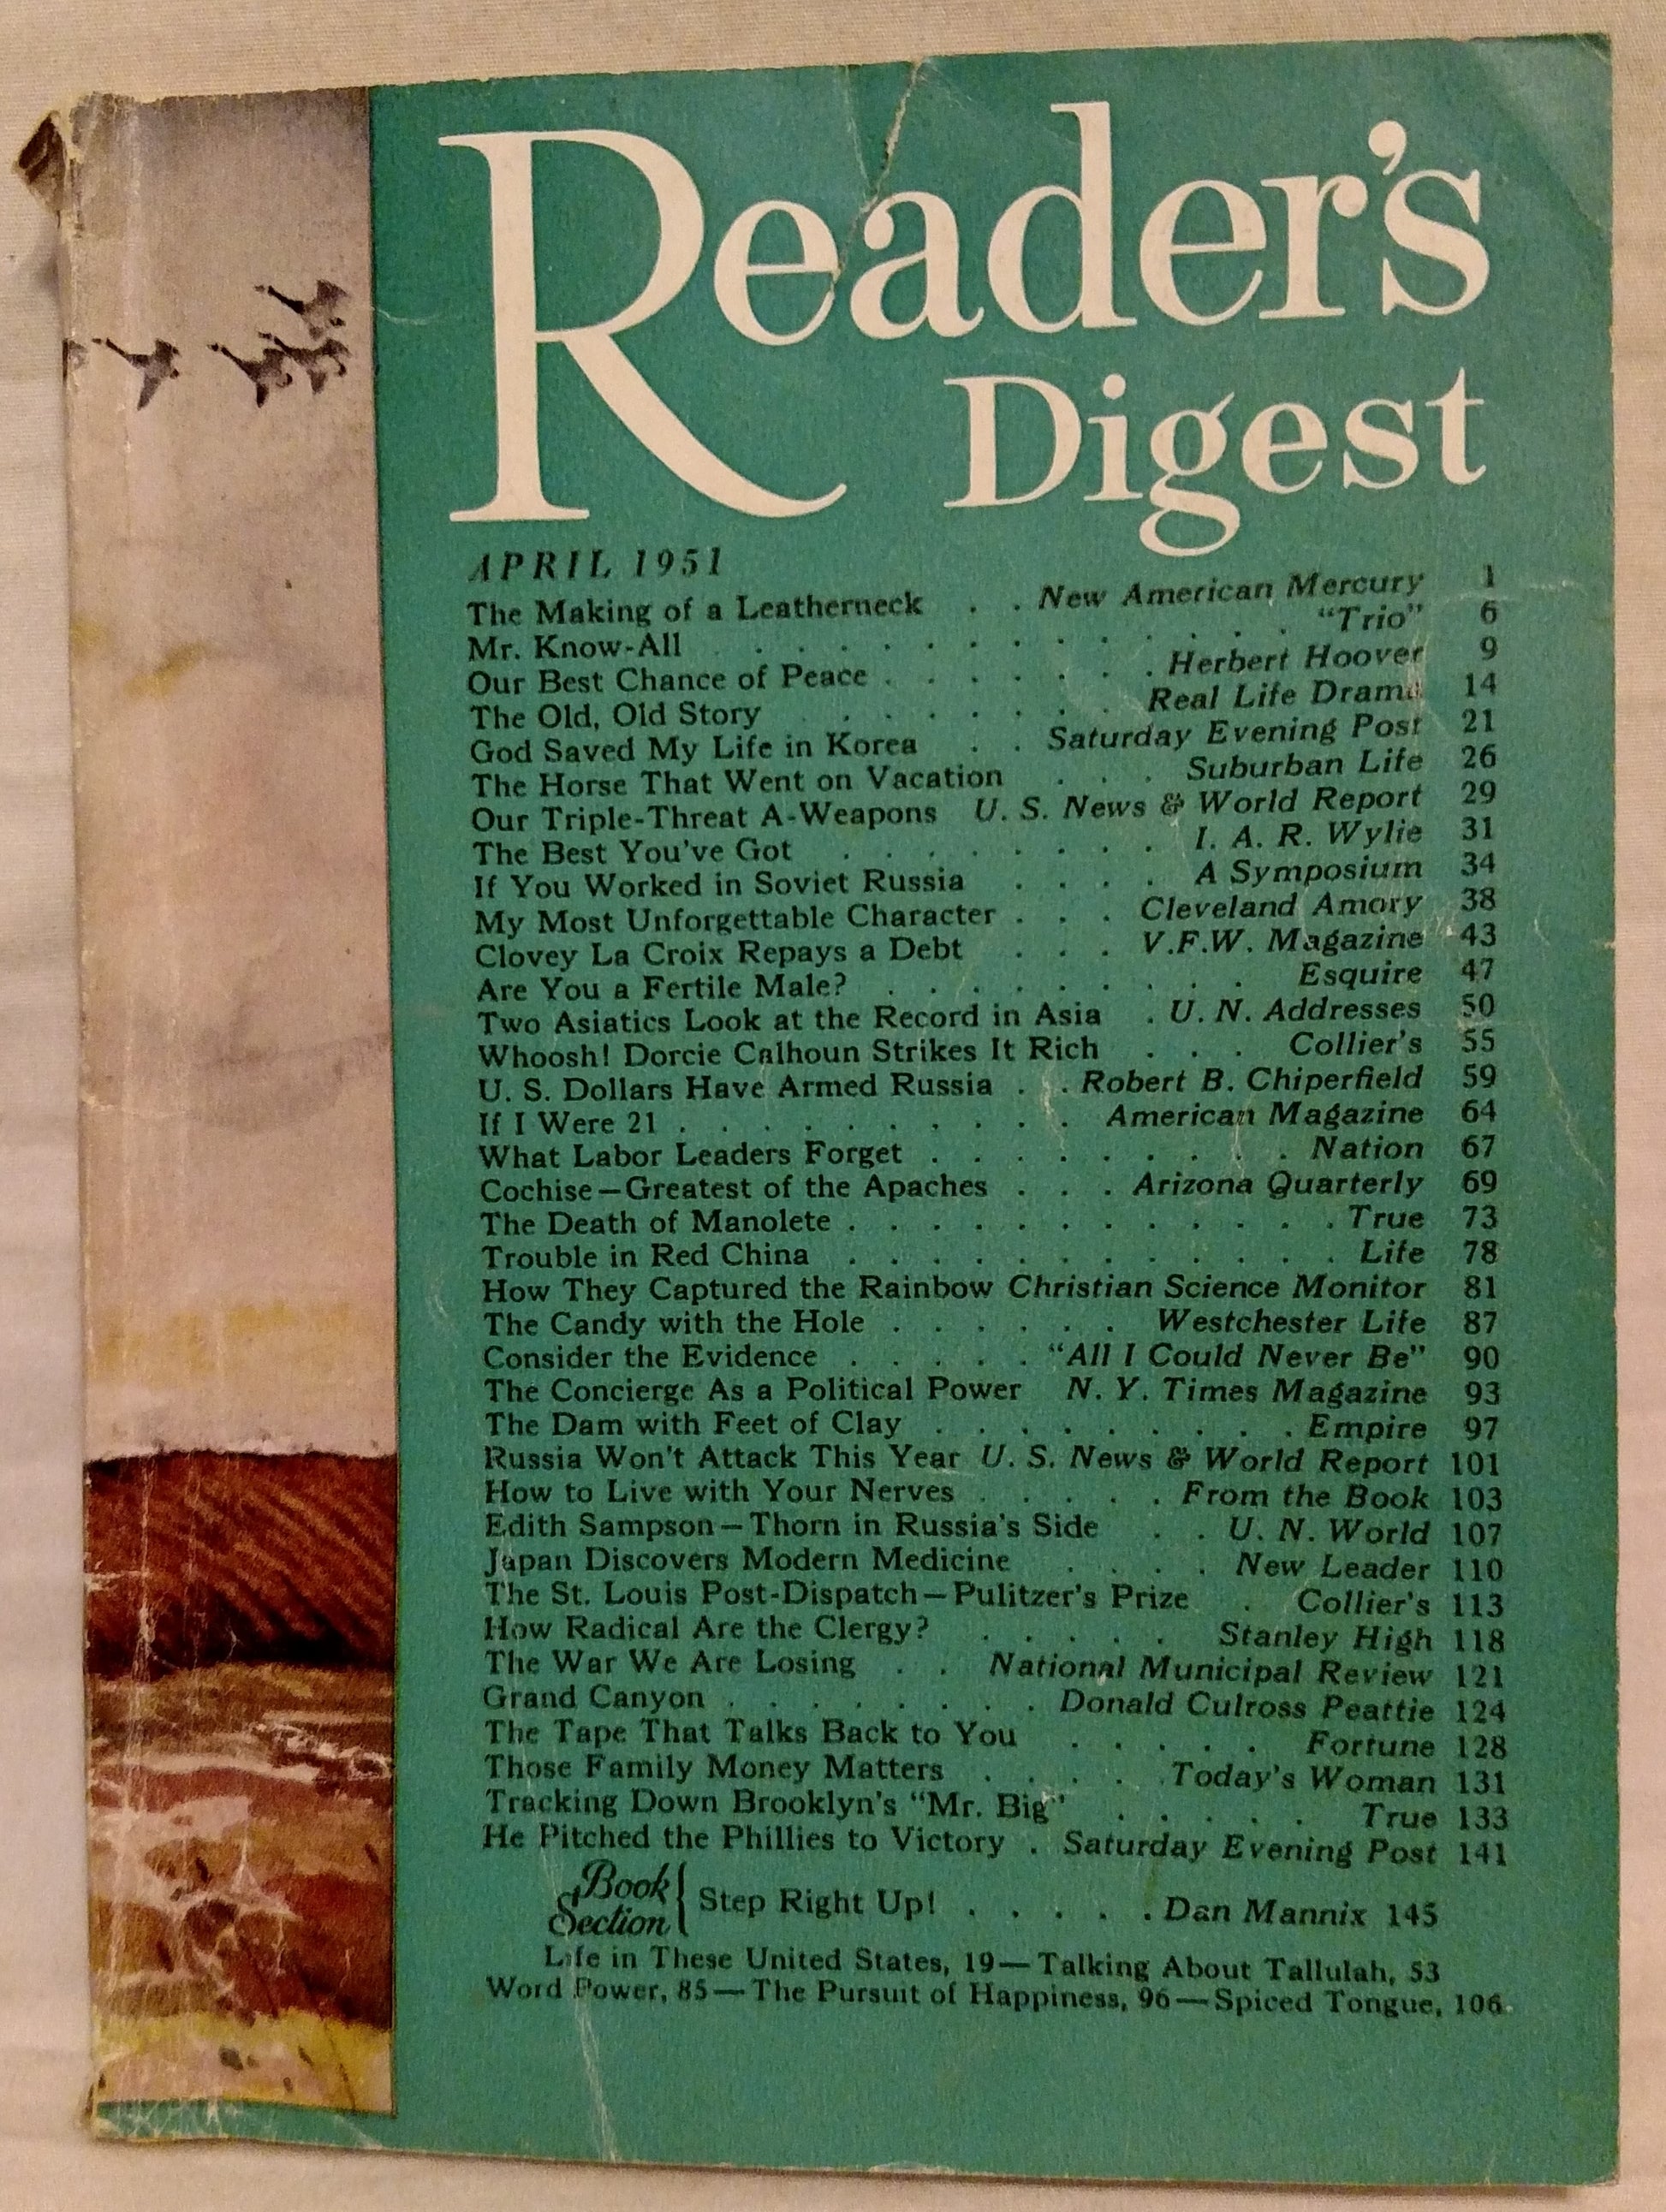 Reader's
Digest
APRIL 1951
The Making of a Leatherneck . . New American Mercury 1
Mr. Know-All . . . . . . . . . . . "Trio" 6
Our Best Chance of Peace . . . . . . . Herbert Hoover 9
The Old, Old Story . . . . . . . Real Life Drama 14
God Saved My Life in Korea . . Saturday Evening Post 21
The Horse That Went on Vacation . . . Suburban Life 26
Our Triple-Threat A-Weapons U. S. News & World Report 29
The Best You've Got . . . . . . . . I. A. R. Wylie 31
If You Worked in Soviet Russia . . . . A Symposium 34
My Most Unforgettable Character . . . Cleveland Amory 38
Clovey La Croix Repays a Debt . . . V.F.W. Magazine 43
Are You a Fertile Male? . . . . . . . . . Esquire 47
Two Asiatics Look at the Record in Asia . U. N. Addresses 50
Whoosh! Dorcie Calhoun Strikes It Rich . . . Collier's 55
U. S. Dollars Have Armed Russia . . Robert B. Chiperfield 59
If I Were 21 . . . . . . . . . . American Magazine 64
What Labor Leaders Forget . . . . . . . . . Nation 67
Cochise—Greatest of the Apaches . . . Arizona Quarterly 69
The Death of Manolete . . . . . . . . . . . . True 73
Trouble in Red China . . . . . . . . . . . . Life 78
How They Captured the Rainbow Christian Science Monitor 81
The Candy with the Hole . . . . . . Westchester Life 87
Consider the Evidence . . . . . "All I Could Never Be" 90
The Concierge As a Political Power N. Y. Times Magazine 93
The Dam with Feet of Clay . . . . . . . . . Empire 97
Russia Won't Attack This Year U. S. News & World Report 101
How to Live with Your Nerves . . . . . From the Book 103
Edith Sampson—Thorn in Russia's Side . . U. N. World 107
Japan Discovers Modern Medicine . . . . New Leader 110
The St. Louis Post-Dispatch—Pulitzer's Prize . Collier's 113
How Radical Are the Clergy? . . . . . Stanley High 118
The War We Are Losing . . National Municipal Review 121
Grand Canyon . . . . . . . . Donald Culross Peattie 124
The Tape That Talks Back to You . . . . . Fortune 128
Those Family Money Matters . . . . . Today's Woman 131
Tracking Down Brooklyn's "Mr. Big" . . . . . True 133
He Pitched the Phillies to Victory . Saturday Evening Post 141
Book Section { Step Right Up! . . . . . Dan Mannix 145
Life in These United States, 19—Talking About Tallulah, 53
Word Power, 85—The Pursuit of Happiness, 96—Spiced Tongue, 106